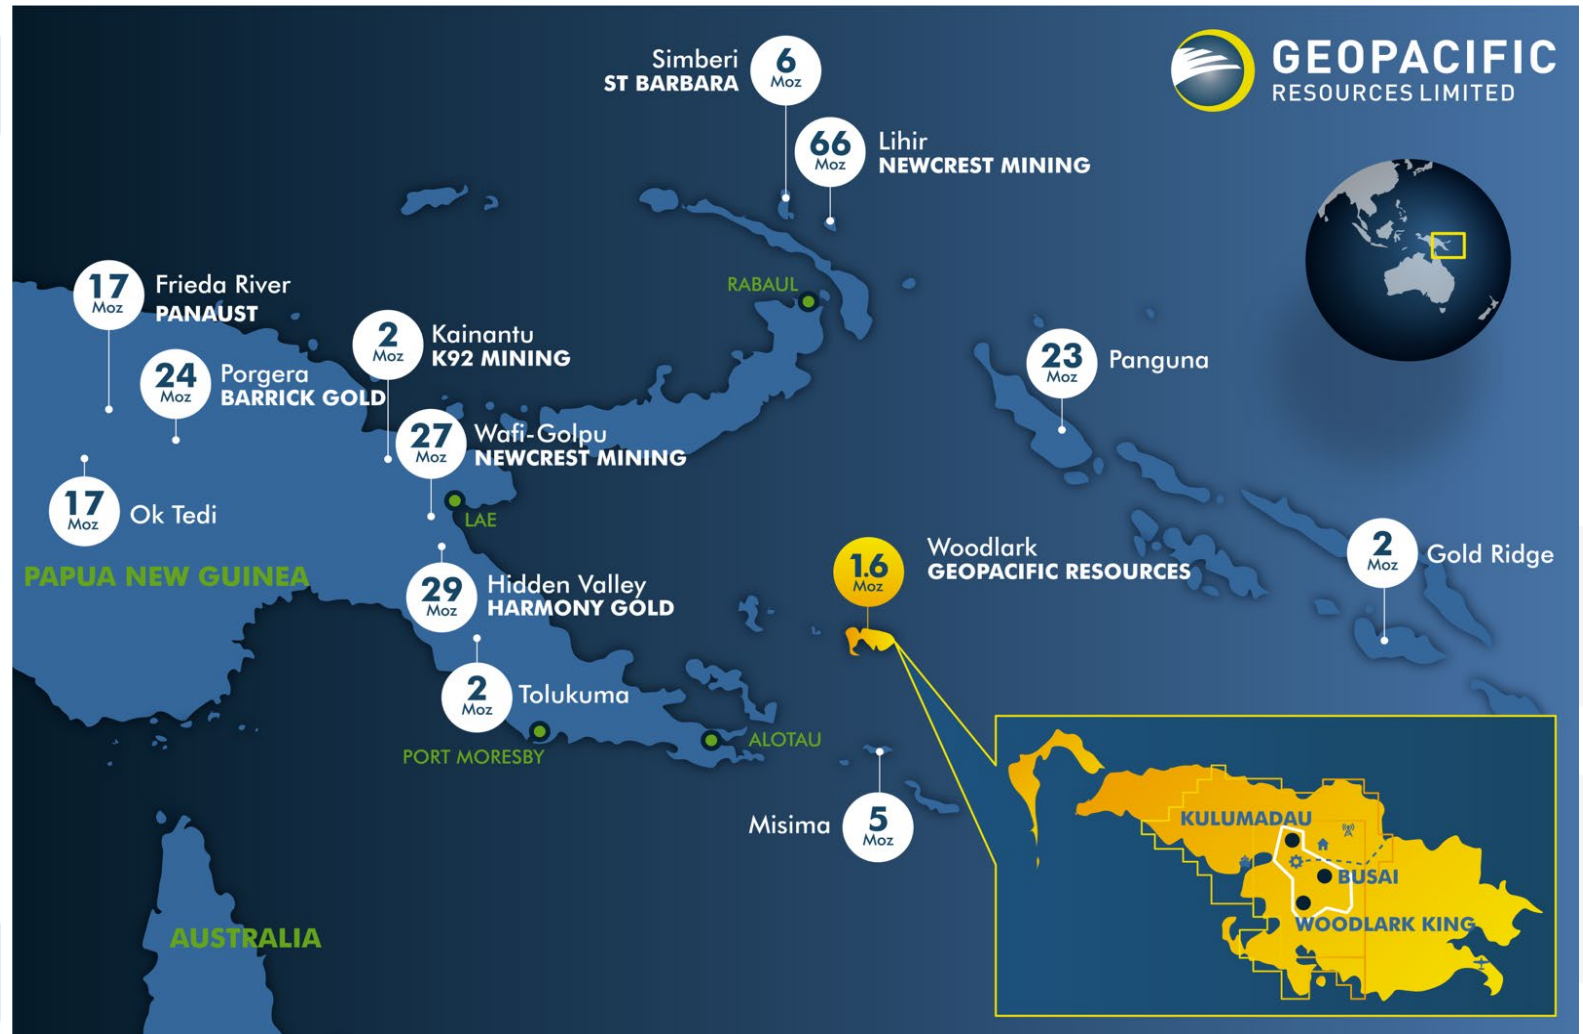 GEOPACIFIC
RESOURCES LIMITED
6
Moz
Simberi
ST BARBARA
66
Moz
Lihir
NEWCREST MINING
RABAUL
17
Moz
Frieda River
PANAUST
2
Moz
Kainantu
K92 MINING
24
Moz
Porgera
BARRICK GOLD
23
Moz
Panguna
27
Moz
Wafi-Golpu
NEWCREST MINING
17
Moz
Ok Tedi
LAE
PAPUA NEW GUINEA
29
Moz
Hidden Valley
HARMONY GOLD
1.6
Moz
Woodlark
GEOPACIFIC RESOURCES
2
Moz
Gold Ridge
2
Moz
Tolukuma
PORT MORESBY
ALOTAU
Misima
5
Moz
AUSTRALIA
KULUMADAU
BUSAI
WOODLARK KING